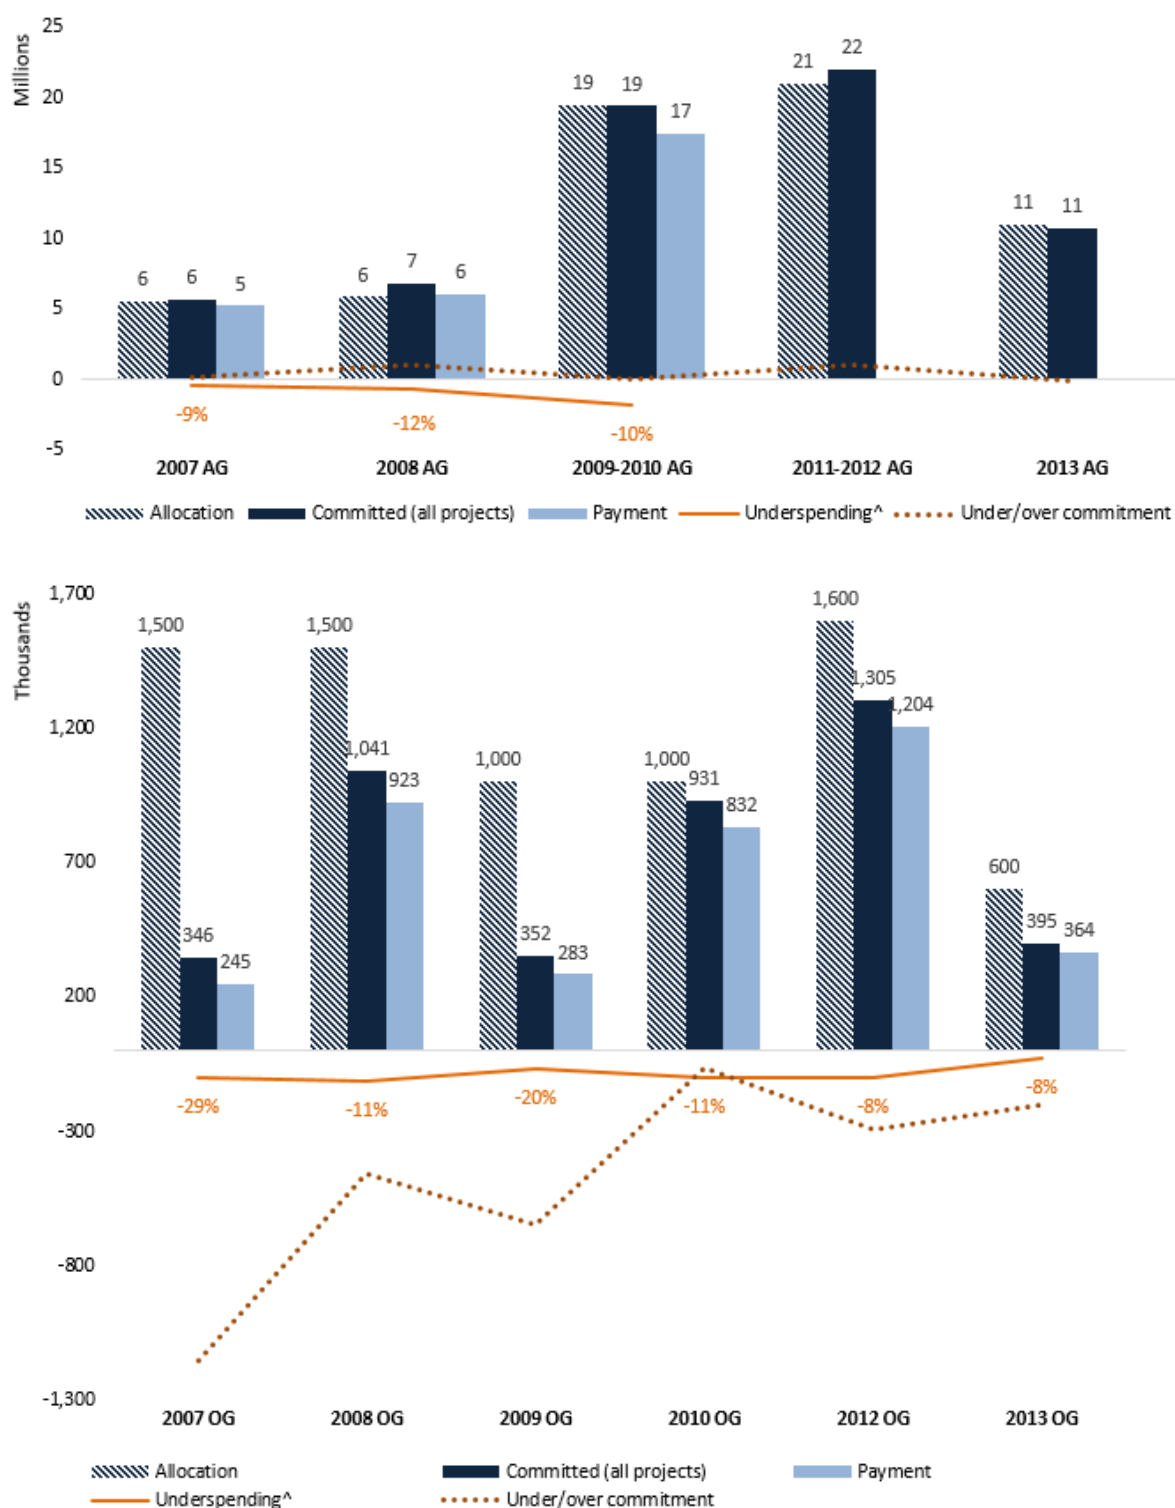 Millions
25
20
15
10
5
0
-5
6 6 5
6 7 6
19 19 17
21 22
11 11
-9% -12% -10%
2007 AG 2008 AG 2009-2010 AG 2011-2012 AG 2013 AG
Allocation Committed (all projects) Payment Underspending^ Under/over commitment
Thousands
1,700
1,200
700
200
-300
-800
-1,300
1,500 346 245
1,500 1,041 923
1,000 352 283
1,000 931 832
1,600 1,305 1,204
600 395 364
-29% -11% -20% -11% -8% -8%
2007 OG 2008 OG 2009 OG 2010 OG 2012 OG 2013 OG
Allocation Committed (all projects) Payment
Underspending^ Under/over commitment